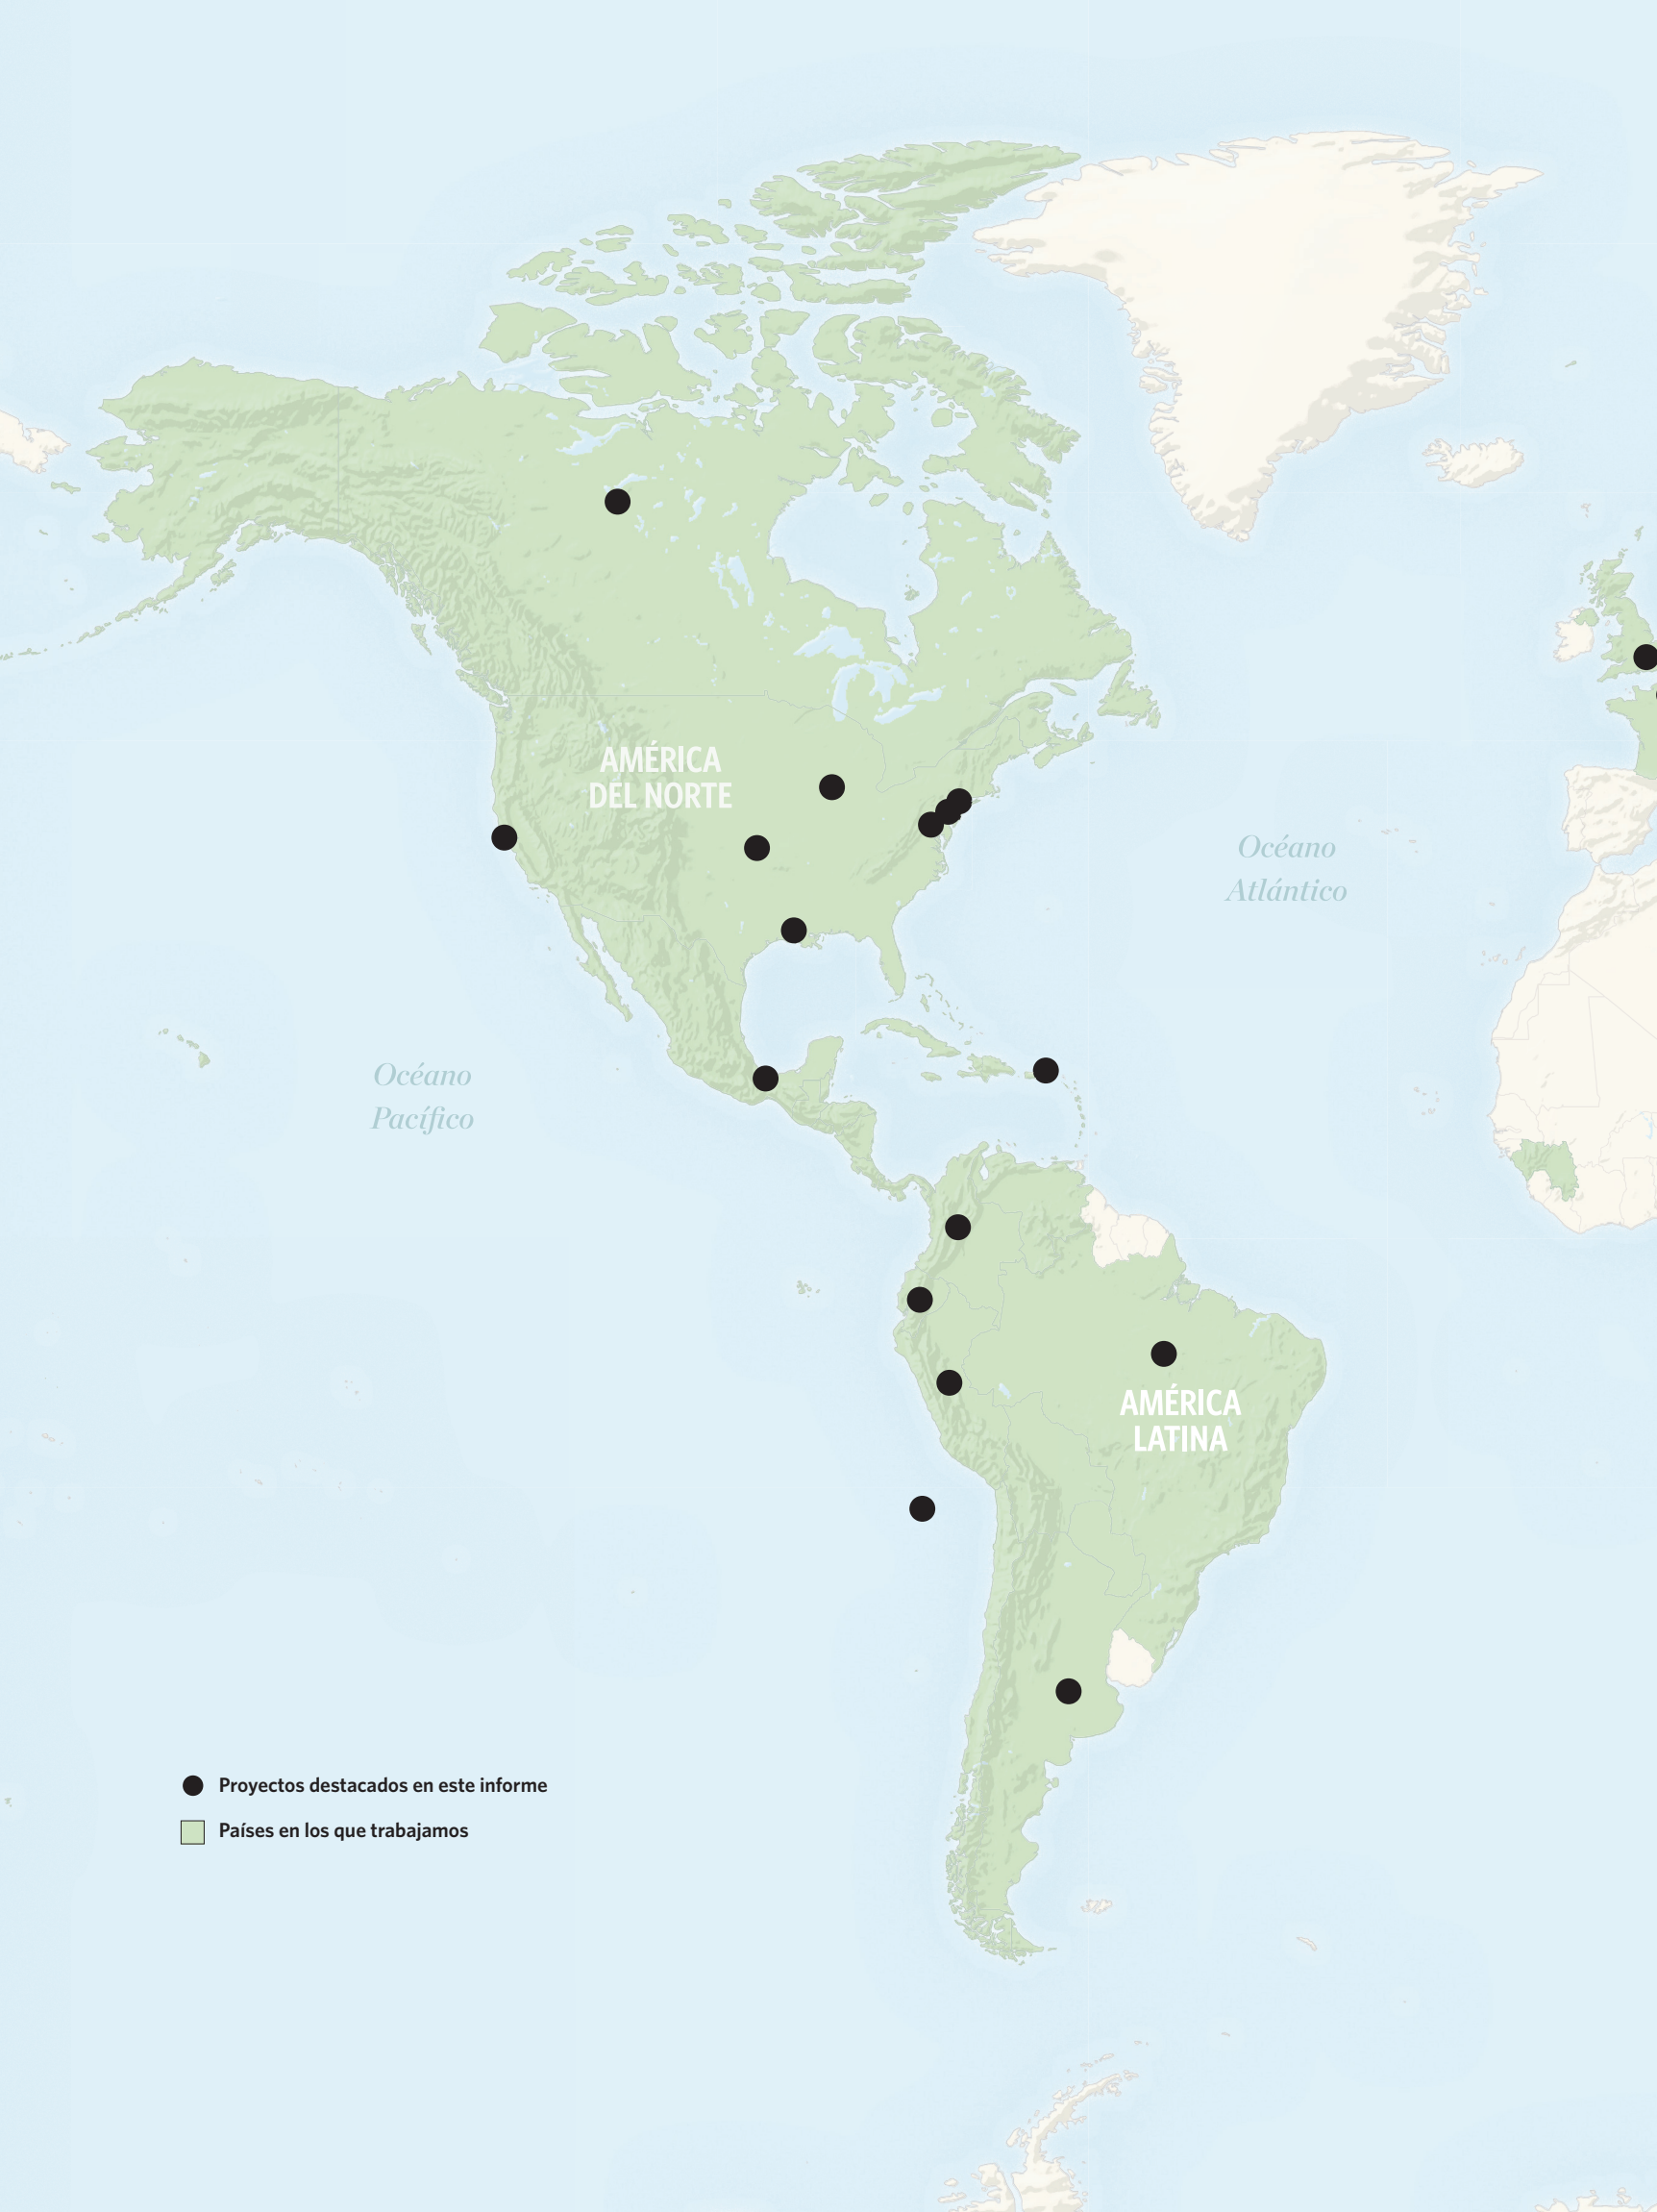 AMÉRICA
DEL NORTE
Océano
Atlántico
Océano
Pacífico
AMÉRICA
LATINA
Proyectos destacados en este informe
Países en los que trabajamos